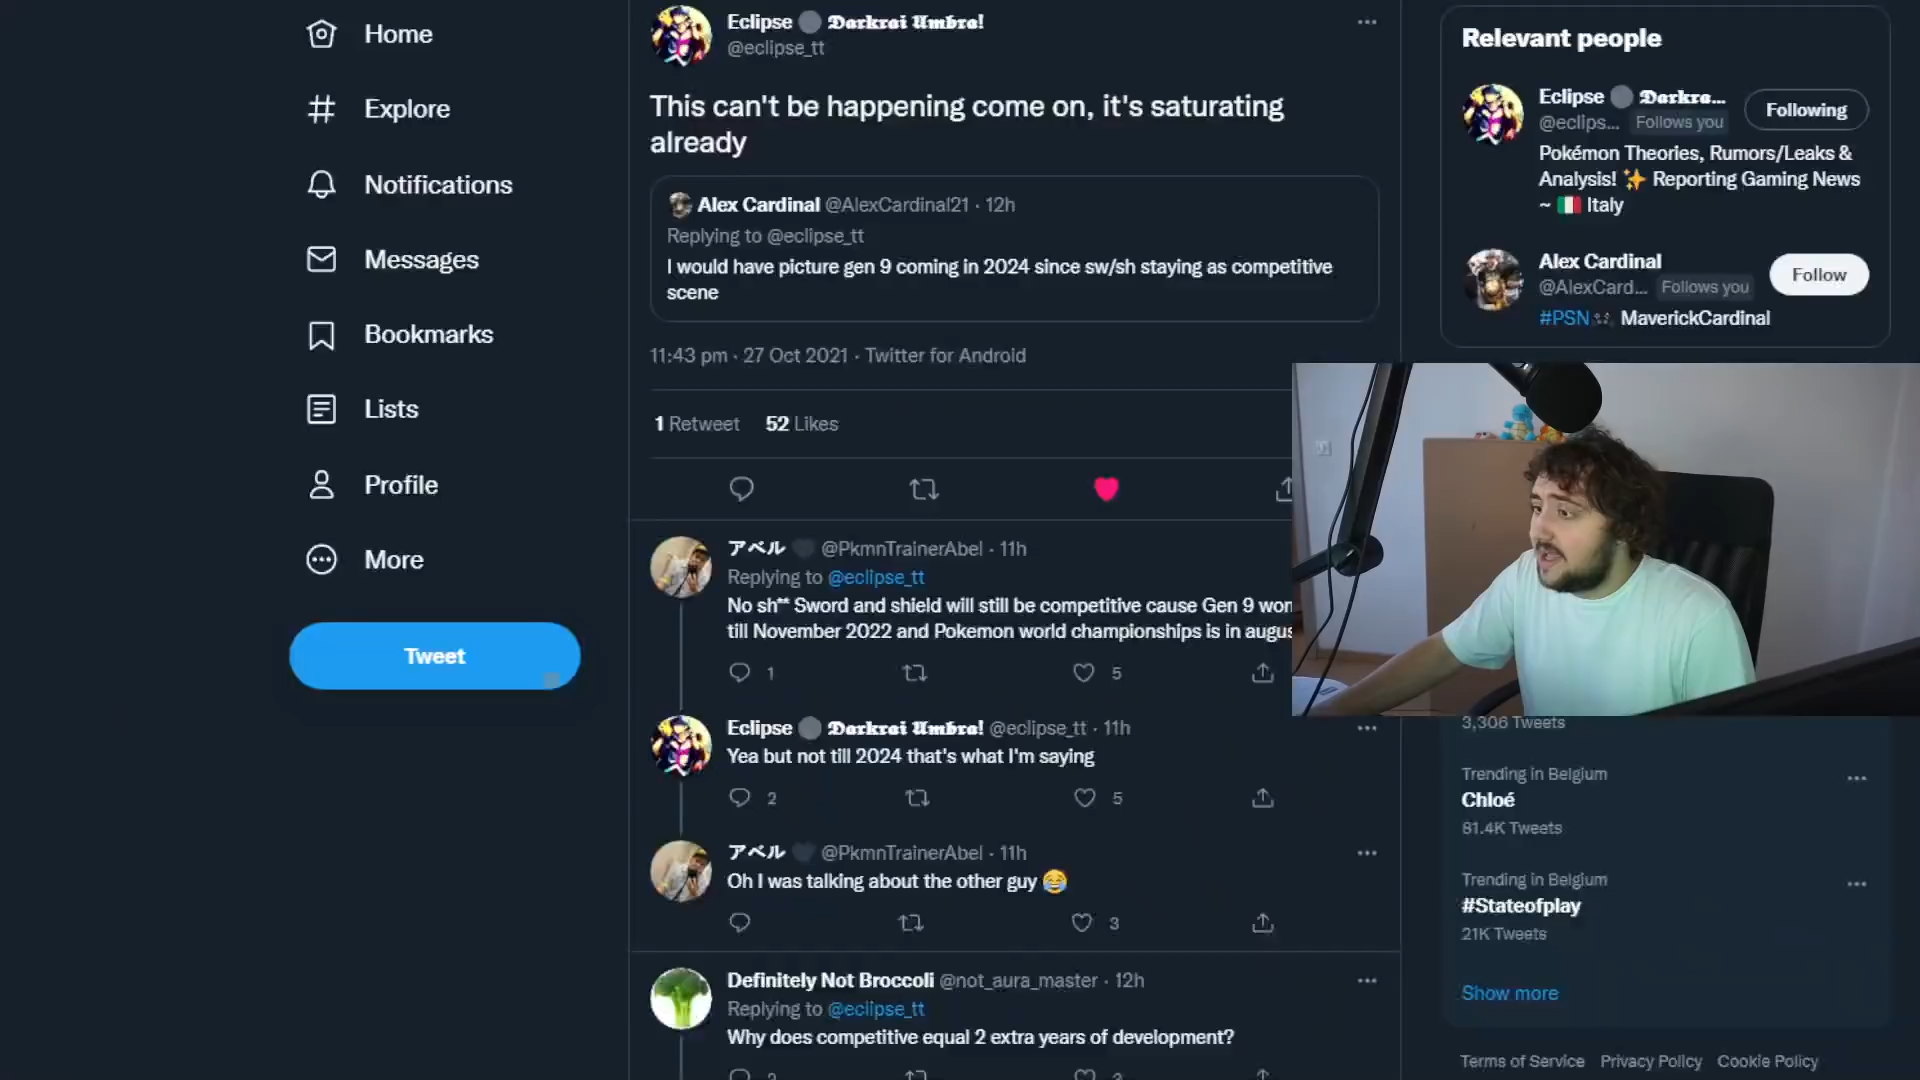 Home
Explore
Notifications
Messages
Bookmarks
Lists
Profile
More
Tweet
Eclipse 𝕯𝖆𝖗𝖐𝖗𝖆𝖎 𝖀𝖒𝖇𝖗𝖆!
@eclipse_tt
This can't be happening come on, it's saturating
already
Alex Cardinal @AlexCardinal21 · 12h
Replying to @eclipse_tt
I would have picture gen 9 coming in 2024 since sw/sh staying as competitive
scene
11:43 pm · 27 Oct 2021 · Twitter for Android
1 Retweet 52 Likes
アベル @PkmnTrainerAbel · 11h
Replying to @eclipse_tt
No sh** Sword and shield will still be competitive cause Gen 9 won
till November 2022 and Pokemon world championships is in augus
1 5
Eclipse 𝕯𝖆𝖗𝖐𝖗𝖆𝖎 𝖀𝖒𝖇𝖗𝖆! @eclipse_tt · 11h
Yea but not till 2024 that's what I'm saying
2 5
アベル @PkmnTrainerAbel · 11h
Oh I was talking about the other guy 😂
3
Definitely Not Broccoli @not_aura_master · 12h
Replying to @eclipse_tt
Why does competitive equal 2 extra years of development?
Relevant people
Eclipse 𝕯𝖆𝖗𝖐𝖗𝖆...
@eclips... Follows you
Following
Pokémon Theories, Rumors/Leaks &
Analysis! ✨ Reporting Gaming News
~ 🇮🇹 Italy
Alex Cardinal
@AlexCard... Follows you
Follow
#PSN MaverickCardinal
3,306 Tweets
Trending in Belgium
Chloé
81.4K Tweets
Trending in Belgium
#Stateofplay
21K Tweets
Show more
Terms of Service Privacy Policy Cookie Policy